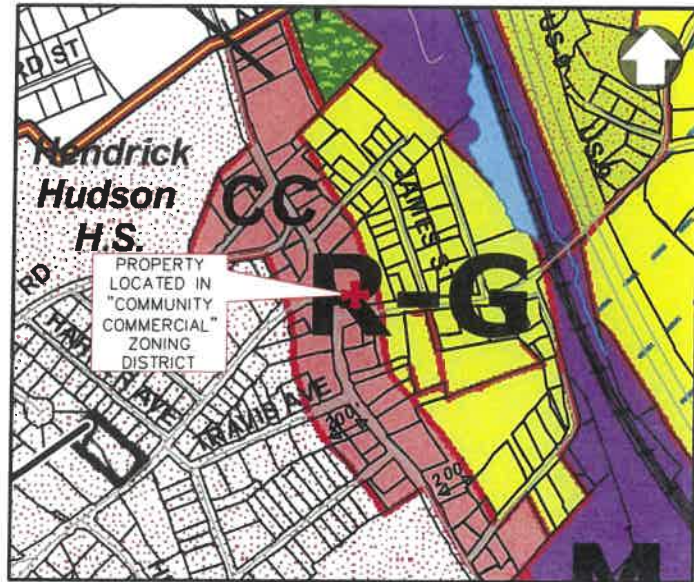 RD ST
Hendrick
Hudson
H.S.
CC
JAMES ST
R-G
PROPERTY
LOCATED IN
"COMMUNITY
COMMERCIAL"
ZONING
DISTRICT
RD
TRAVIS AVE
200'
200'
M